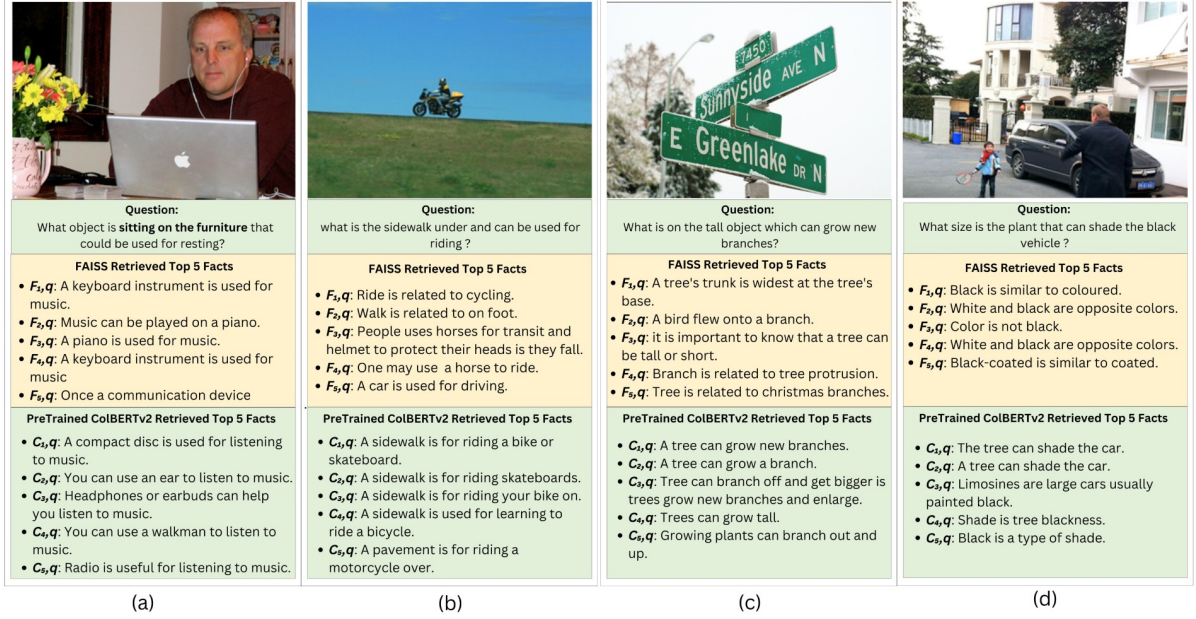 Question:
What object is sitting on the furniture that
could be used for resting?
FAISS Retrieved Top 5 Facts
• F₁,q: A keyboard instrument is used for
music.
• F₂,q: Music can be played on a piano.
• F₃,q: A piano is used for music.
• F₄,q: A keyboard instrument is used for
music
• F₅,q: Once a communication device
PreTrained ColBERTv2 Retrieved Top 5 Facts
• C₁,q: A compact disc is used for listening
to music.
• C₂,q: You can use an ear to listen to music.
• C₃,q: Headphones or earbuds can help
you listen to music.
• C₄,q: You can use a walkman to listen to
music.
• C₅,q: Radio is useful for listening to music.
(a)
Question:
what is the sidewalk under and can be used for
riding ?
FAISS Retrieved Top 5 Facts
• F₁,q: Ride is related to cycling.
• F₂,q: Walk is related to on foot.
• F₃,q: People uses horses for transit and
helmet to protect their heads is they fall.
• F₄,q: One may use a horse to ride.
• F₅,q: A car is used for driving.
PreTrained ColBERTv2 Retrieved Top 5 Facts
• C₁,q: A sidewalk is for riding a bike or
skateboard.
• C₂,q: A sidewalk is for riding skateboards.
• C₃,q: A sidewalk is for riding your bike on.
• C₄,q: A sidewalk is used for learning to
ride a bicycle.
• C₅,q: A pavement is for riding a
motorcycle over.
(b)
7450
Sunnyside AVE N
E Greenlake DR N
Question:
What is on the tall object which can grow new
branches?
FAISS Retrieved Top 5 Facts
• F₁,q: A tree's trunk is widest at the tree's
base.
• F₂,q: A bird flew onto a branch.
• F₃,q: it is important to know that a tree can
be tall or short.
• F₄,q: Branch is related to tree protrusion.
• F₅,q: Tree is related to christmas branches.
PreTrained ColBERTv2 Retrieved Top 5 Facts
• C₁,q: A tree can grow new branches.
• C₂,q: A tree can grow a branch.
• C₃,q: Tree can branch off and get bigger is
trees grow new branches and enlarge.
• C₄,q: Trees can grow tall.
• C₅,q: Growing plants can branch out and
up.
(c)
Question:
What size is the plant that can shade the black
vehicle ?
FAISS Retrieved Top 5 Facts
• F₁,q: Black is similar to coloured.
• F₂,q: White and black are opposite colors.
• F₃,q: Color is not black.
• F₄,q: White and black are opposite colors.
• F₅,q: Black-coated is similar to coated.
PreTrained ColBERTv2 Retrieved Top 5 Facts
• C₁,q: The tree can shade the car.
• C₂,q: A tree can shade the car.
• C₃,q: Limosines are large cars usually
painted black.
• C₄,q: Shade is tree blackness.
• C₅,q: Black is a type of shade.
(d)